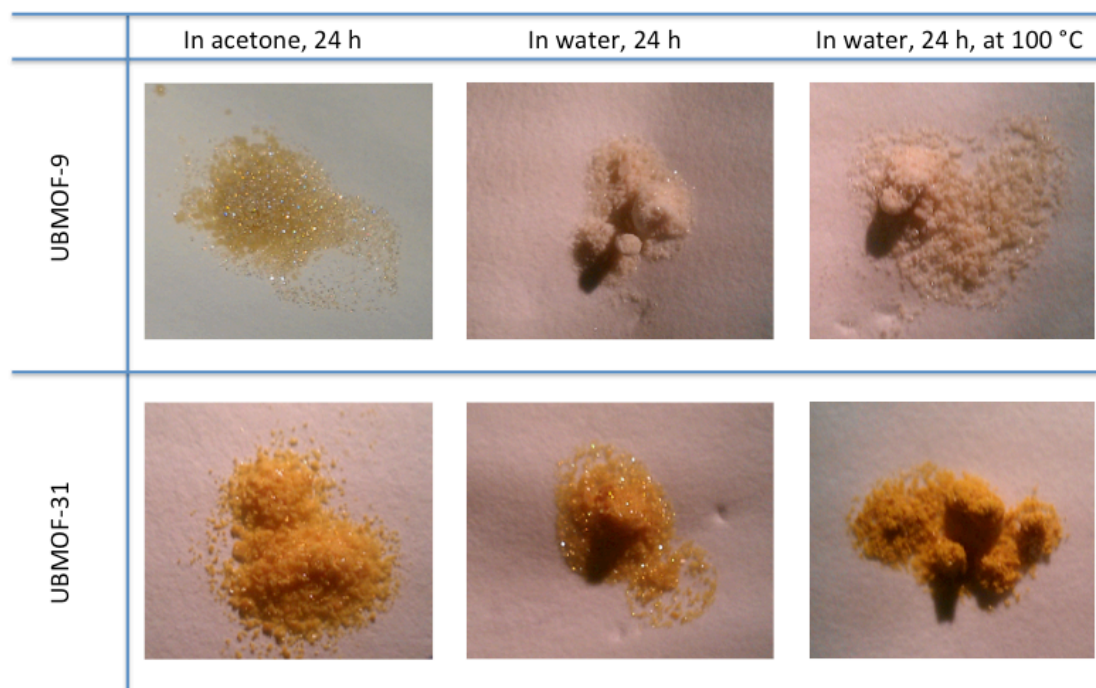 In acetone, 24 h
In water, 24 h
In water, 24 h, at 100 °C
UBMOF-9
UBMOF-31